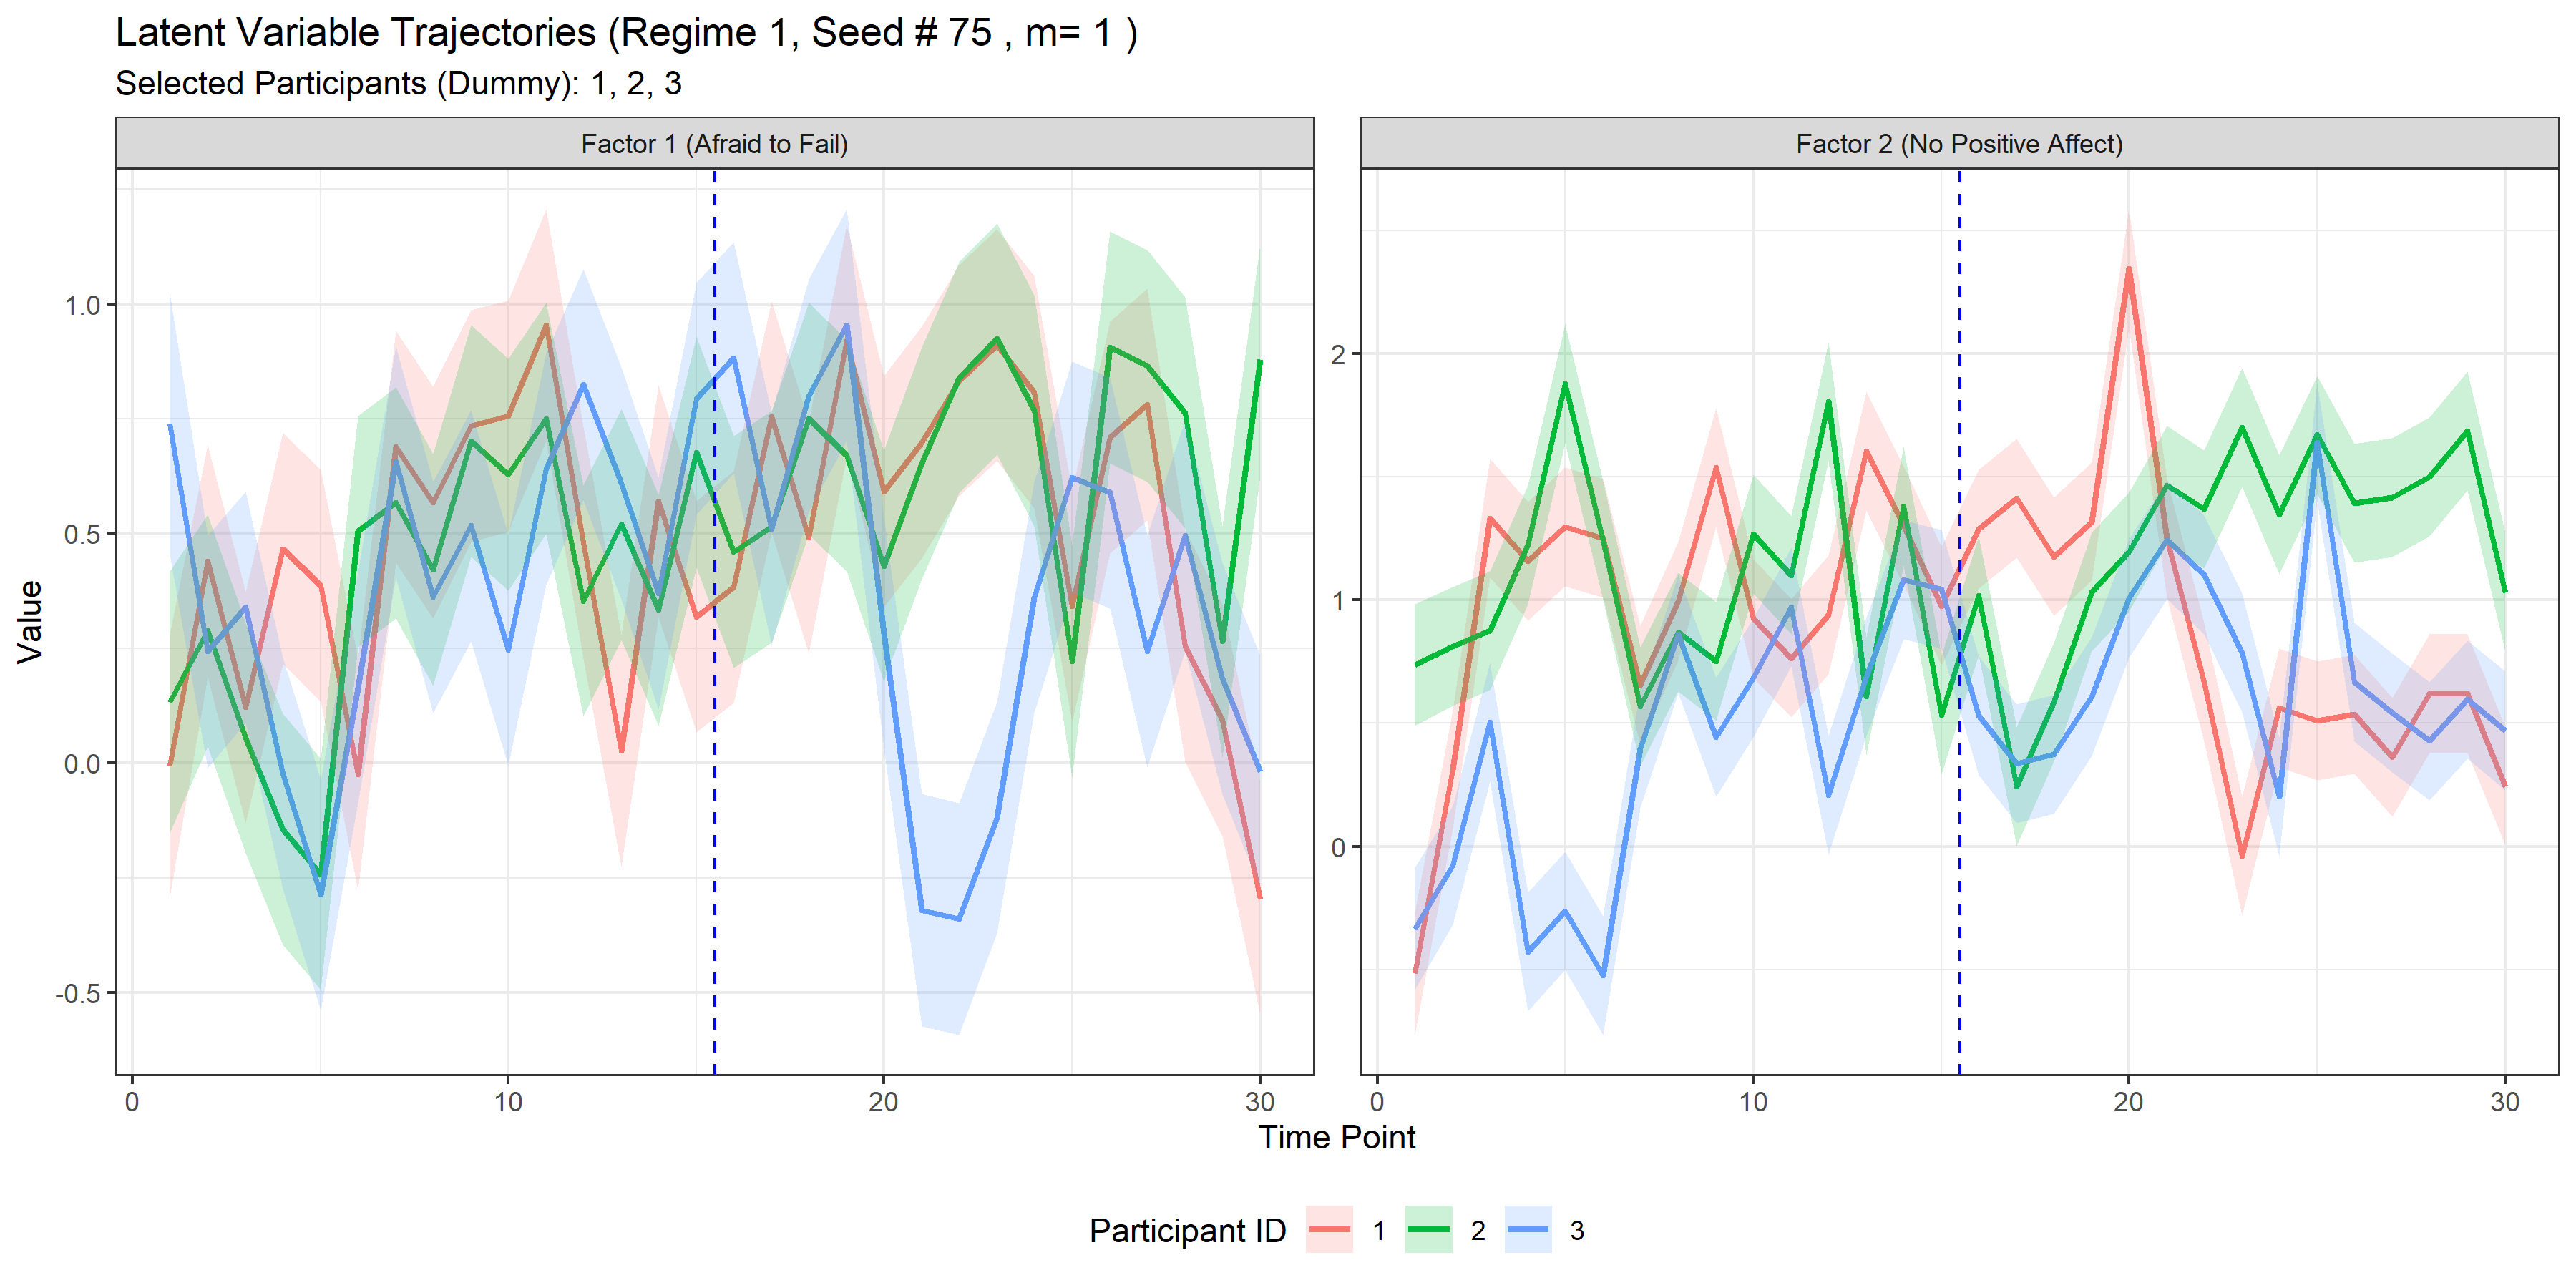 Latent Variable Trajectories (Regime 1, Seed # 75 , m= 1 )
Selected Participants (Dummy): 1, 2, 3
Factor 1 (Afraid to Fail)
Factor 2 (No Positive Affect)
Value
1.0
0.5
0.0
-0.5
2
1
0
0 10 20 30
0 10 20 30
Time Point
Participant ID 1 2 3